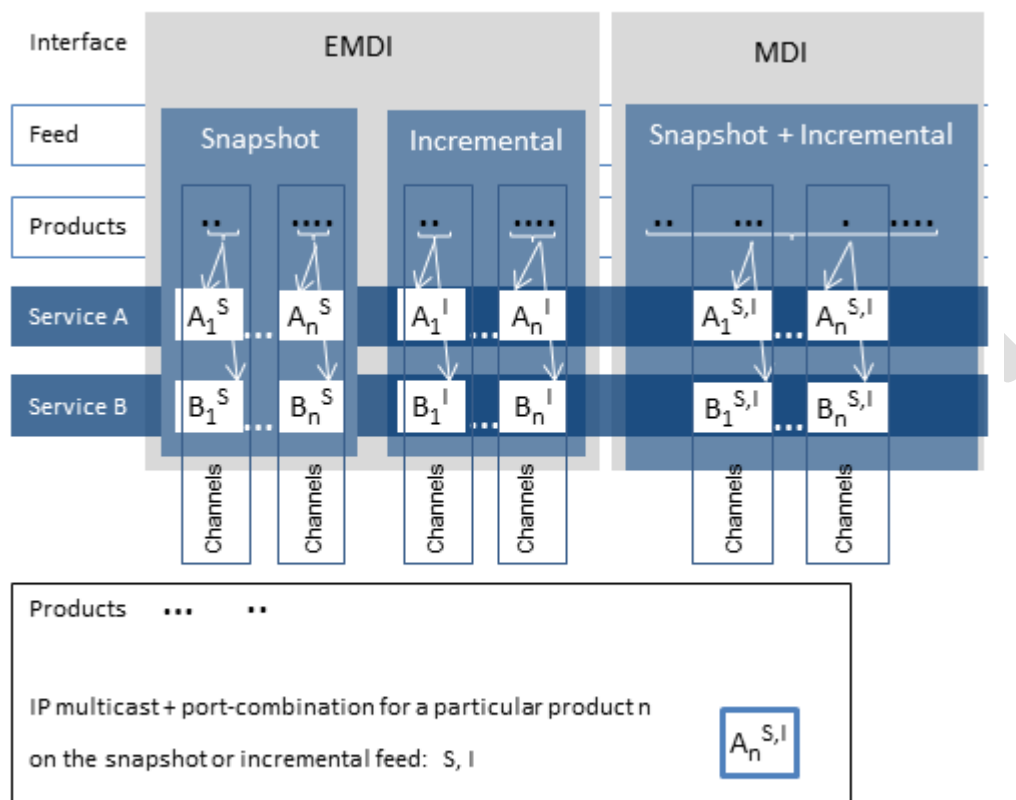 Interface EMDI MDI
Feed Snapshot Incremental Snapshot + Incremental
Products .. .... .. .... .. ... . ....
Service A A₁ˢ ... Aₙˢ A₁ᴵ ... Aₙᴵ A₁ˢ,ᴵ ... Aₙˢ,ᴵ
Service B B₁ˢ ... Bₙˢ B₁ᴵ ... Bₙᴵ B₁ˢ,ᴵ ... Bₙˢ,ᴵ
Channels Channels Channels Channels Channels Channels
Products ... ..
IP multicast + port-combination for a particular product n
on the snapshot or incremental feed: S, I
Aₙˢ,ᴵ